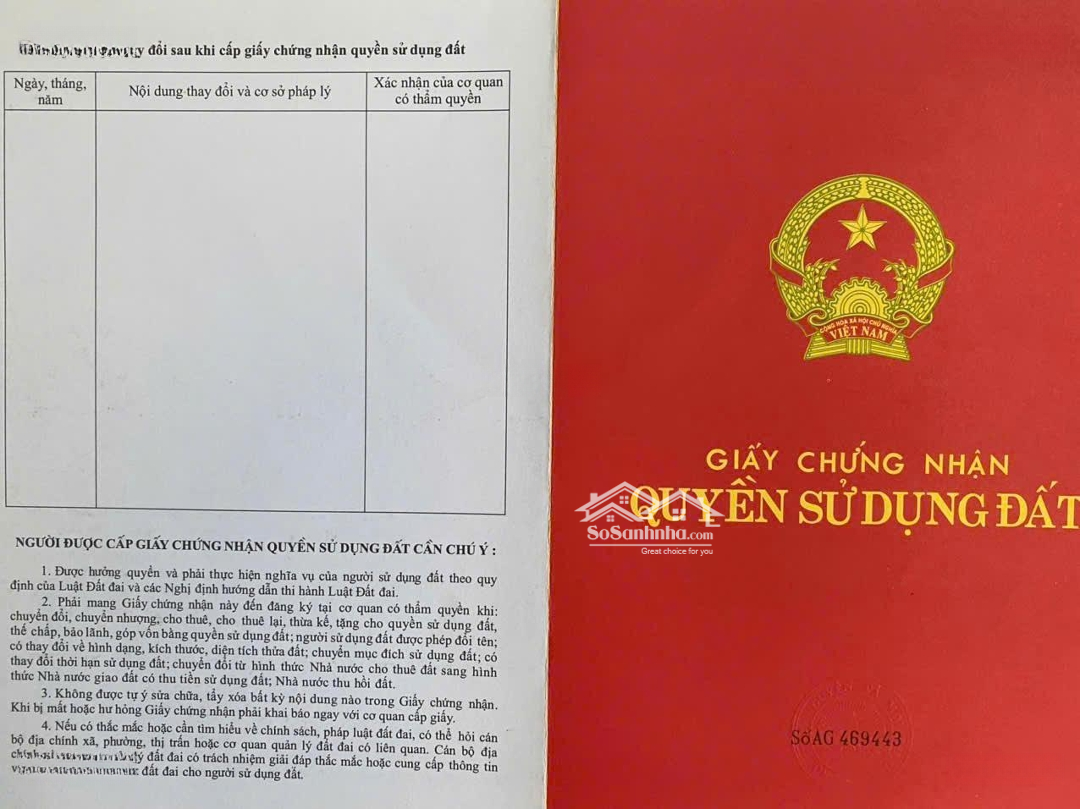 đổi sau khi cấp giấy chứng nhận quyền sử dụng đất
Ngày, tháng,
năm
Nội dung thay đổi và cơ sở pháp lý
Xác nhận của cơ quan
có thẩm quyền
NGƯỜI ĐƯỢC CẤP GIẤY CHỨNG NHẬN QUYỀN SỬ DỤNG ĐẤT CẦN CHÚ Ý :
1. Được hưởng quyền và phải thực hiện nghĩa vụ của người sử dụng đất theo quy
định của Luật Đất đai và các Nghị định hướng dẫn thi hành Luật Đất đai.
2. Phải mang Giấy chứng nhận này đến đăng ký tại cơ quan có thẩm quyền khi:
chuyển đổi, chuyển nhượng, cho thuê, cho thuê lại, thừa kế, tặng cho quyền sử dụng đất,
thế chấp, bảo lãnh, góp vốn bằng quyền sử dụng đất; người sử dụng đất được phép đổi tên;
có thay đổi về hình dạng, kích thước, diện tích thửa đất; chuyển mục đích sử dụng đất; có
thay đổi thời hạn sử dụng đất; chuyển đổi từ hình thức Nhà nước cho thuê đất sang hình
thức Nhà nước giao đất có thu tiền sử dụng đất; Nhà nước thu hồi đất.
3. Không được tự ý sửa chữa, tẩy xóa bất kỳ nội dung nào trong Giấy chứng nhận.
Khi bị mất hoặc hư hỏng Giấy chứng nhận phải khai báo ngay với cơ quan cấp giấy.
4. Nếu có thắc mắc hoặc cần tìm hiểu về chính sách, pháp luật đất đai, có thể hỏi cán
bộ địa chính xã, phường, thị trấn hoặc cơ quan quản lý đất đai có liên quan. Cán bộ địa
đất đai có trách nhiệm giải đáp thắc mắc hoặc cung cấp thông tin
đất đai cho người sử dụng đất.
CỘNG HÒA XÃ HỘI CHỦ NGHĨA
VIỆT NAM
GIẤY CHỨNG NHẬN
QUYỀN SỬ DỤNG ĐẤT
SoSanhnha.com
Great choice for you
Số AG 469443